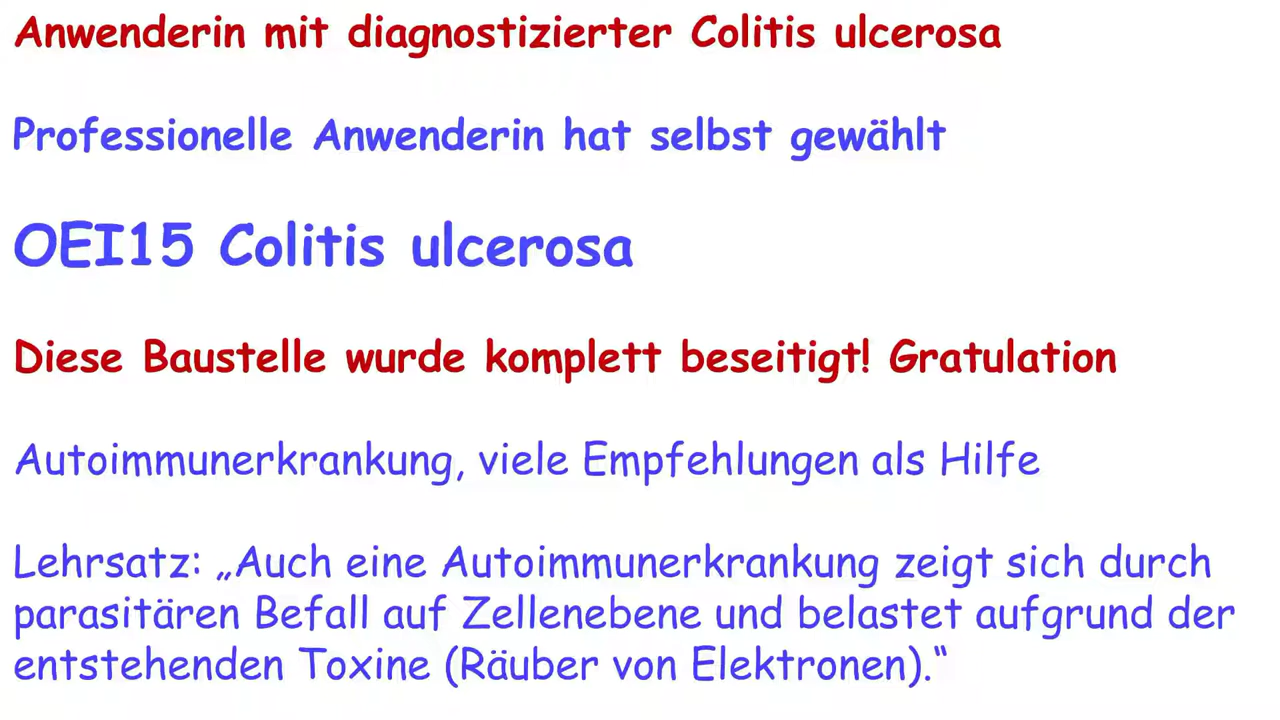 Anwenderin mit diagnostizierter Colitis ulcerosa
Professionelle Anwenderin hat selbst gewählt
OEI15 Colitis ulcerosa
Diese Baustelle wurde komplett beseitigt! Gratulation
Autoimmunerkrankung, viele Empfehlungen als Hilfe
Lehrsatz: „Auch eine Autoimmunerkrankung zeigt sich durch
parasitären Befall auf Zellenebene und belastet aufgrund der
entstehenden Toxine (Räuber von Elektronen).“